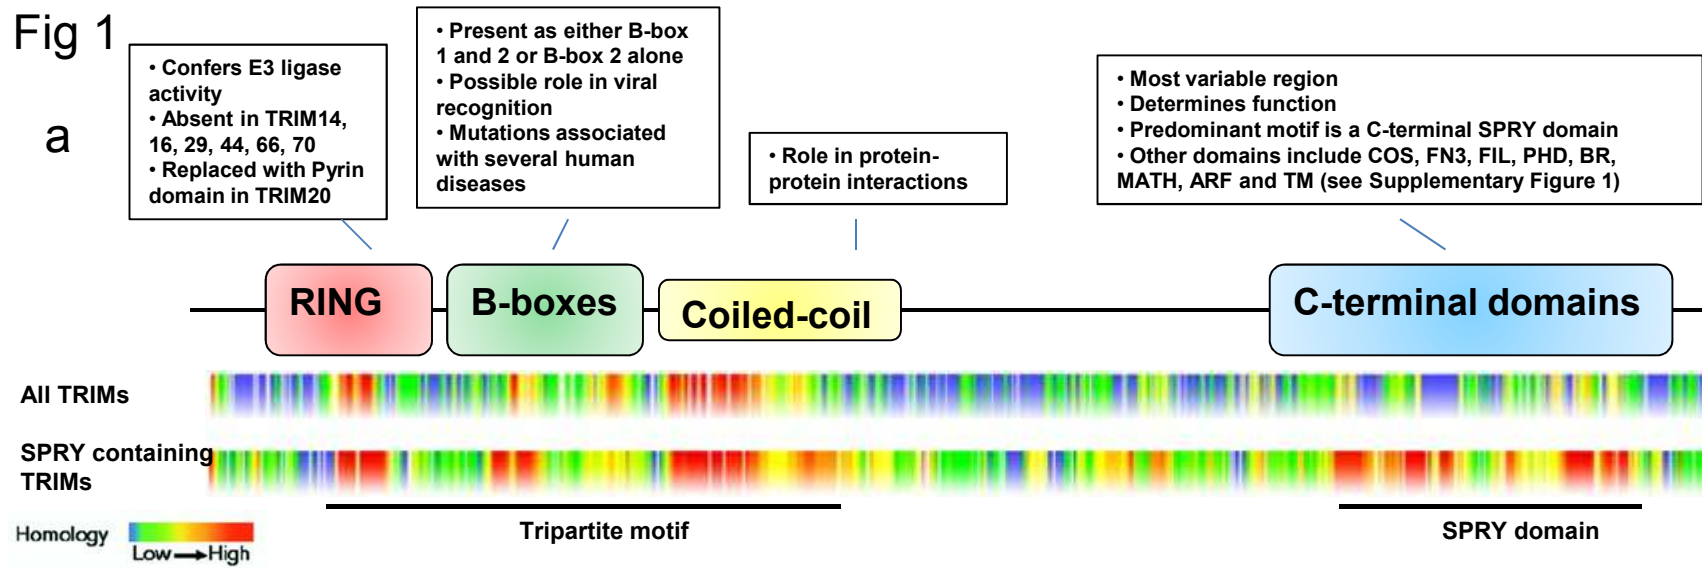 Fig 1
a
• Confers E3 ligase
activity
• Absent in TRIM14,
16, 29, 44, 66, 70
• Replaced with Pyrin
domain in TRIM20
• Present as either B-box
1 and 2 or B-box 2 alone
• Possible role in viral
recognition
• Mutations associated
with several human
diseases
• Role in protein-
protein interactions
• Most variable region
• Determines function
• Predominant motif is a C-terminal SPRY domain
• Other domains include COS, FN3, FIL, PHD, BR,
MATH, ARF and TM (see Supplementary Figure 1)
RING
B-boxes
Coiled-coil
C-terminal domains
All TRIMs
SPRY containing
TRIMs
Tripartite motif
SPRY domain
Homology
Low→High